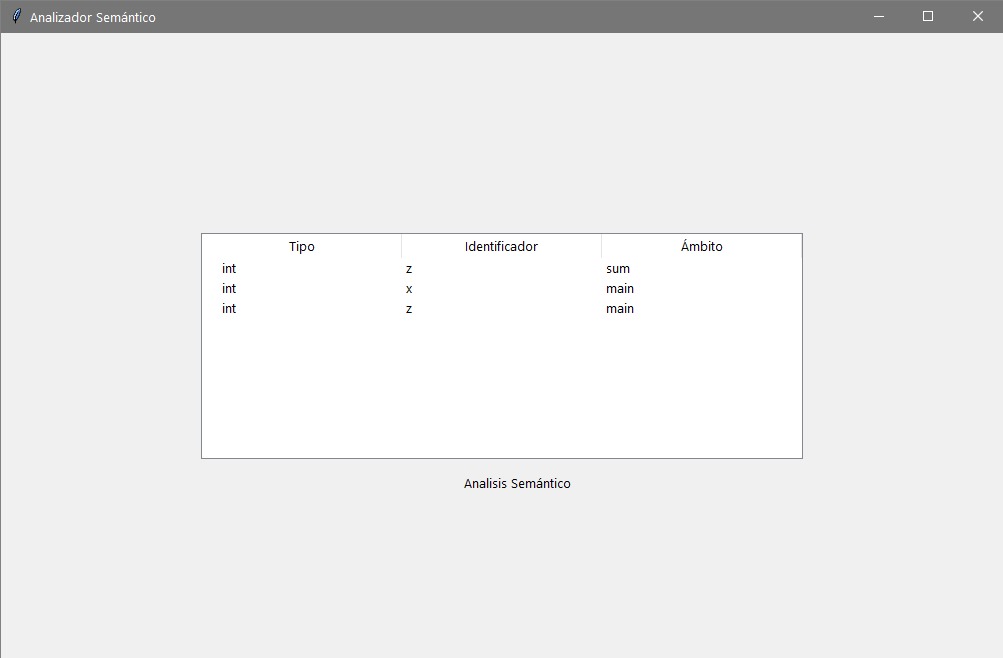 Analizador Semántico
Tipo Identificador Ámbito
int z sum
int x main
int z main
Analisis Semántico